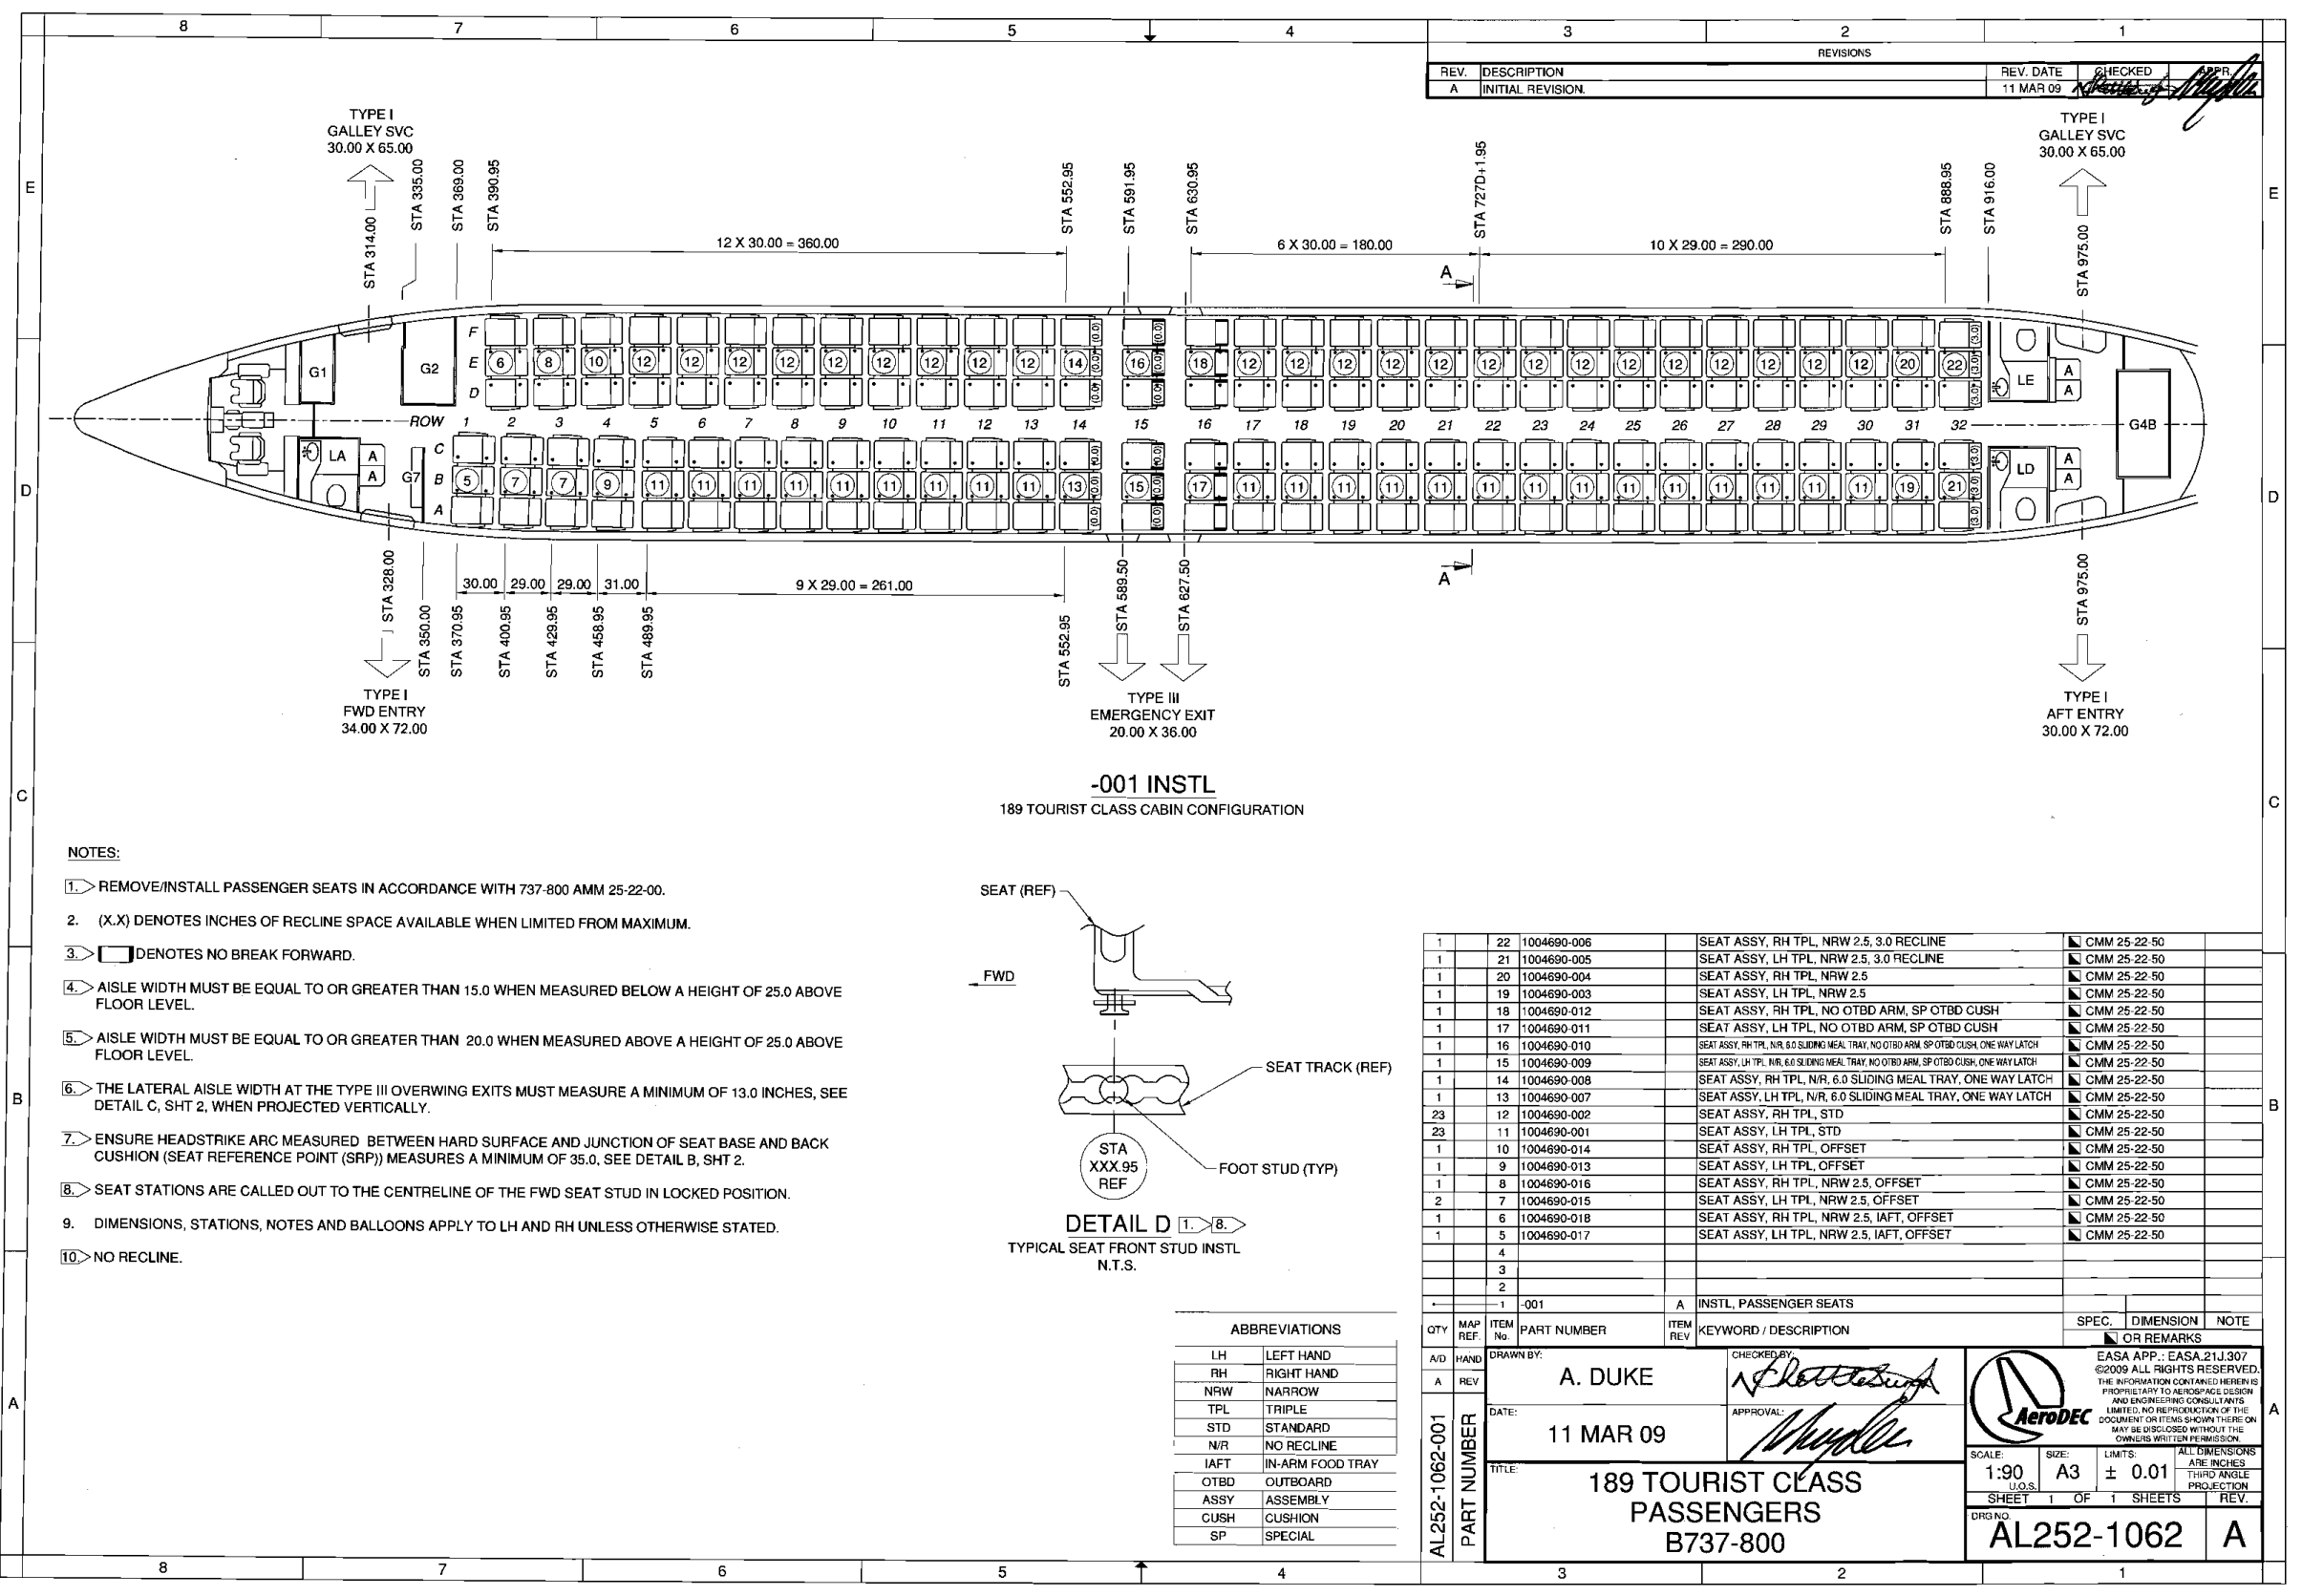 8 7 6 5 4 3 2 1
REVISIONS
REV. DESCRIPTION REV. DATE CHECKED APPR.
A INITIAL REVISION. 11 MAR 09
TYPE I
GALLEY SVC
30.00 X 65.00
TYPE I
GALLEY SVC
30.00 X 65.00
E E
STA 314.00
STA 335.00
STA 369.00
STA 390.95
STA 552.95
STA 591.95
STA 630.95
STA 727D+1.95
STA 888.95
STA 916.00
STA 975.00
12 X 30.00 = 360.00
6 X 30.00 = 180.00
10 X 29.00 = 290.00
A
F
(0.0) (0.0) (3.0)
G1 G2 E 6 8 10 12 12 12 12 12 12 12 12 12 14 (0.0) 16 (0.0) 18 12 12 12 12 12 12 12 12 12 12 12 12 12 12 20 22 (3.0) LE A
D (0.0) (0.0) (3.0) A
ROW 1 2 3 4 5 6 7 8 9 10 11 12 13 14 15 16 17 18 19 20 21 22 23 24 25 26 27 28 29 30 31 32 G4B
LA A C (0.0) (0.0) (3.0) A
A G7 B 5 7 7 9 11 11 11 11 11 11 11 11 11 13 (0.0) 15 (0.0) 17 11 11 11 11 11 11 11 11 11 11 11 11 11 11 19 21 (3.0) LD A
A (0.0) (0.0) (3.0)
D D
30.00 29.00 29.00 31.00 9 X 29.00 = 261.00
A
STA 328.00
STA 350.00
STA 370.95
STA 400.95
STA 429.95
STA 458.95
STA 489.95
STA 552.95
STA 589.50
STA 627.50
STA 975.00
TYPE I
FWD ENTRY
34.00 X 72.00
TYPE III
EMERGENCY EXIT
20.00 X 36.00
TYPE I
AFT ENTRY
30.00 X 72.00
-001 INSTL
189 TOURIST CLASS CABIN CONFIGURATION
C C
NOTES:
1. REMOVE/INSTALL PASSENGER SEATS IN ACCORDANCE WITH 737-800 AMM 25-22-00.
2. (X.X) DENOTES INCHES OF RECLINE SPACE AVAILABLE WHEN LIMITED FROM MAXIMUM.
3. DENOTES NO BREAK FORWARD.
4. AISLE WIDTH MUST BE EQUAL TO OR GREATER THAN 15.0 WHEN MEASURED BELOW A HEIGHT OF 25.0 ABOVE
FLOOR LEVEL.
5. AISLE WIDTH MUST BE EQUAL TO OR GREATER THAN 20.0 WHEN MEASURED ABOVE A HEIGHT OF 25.0 ABOVE
FLOOR LEVEL.
6. THE LATERAL AISLE WIDTH AT THE TYPE III OVERWING EXITS MUST MEASURE A MINIMUM OF 13.0 INCHES, SEE
DETAIL C, SHT 2, WHEN PROJECTED VERTICALLY.
7. ENSURE HEADSTRIKE ARC MEASURED BETWEEN HARD SURFACE AND JUNCTION OF SEAT BASE AND BACK
CUSHION (SEAT REFERENCE POINT (SRP)) MEASURES A MINIMUM OF 35.0, SEE DETAIL B, SHT 2.
8. SEAT STATIONS ARE CALLED OUT TO THE CENTRELINE OF THE FWD SEAT STUD IN LOCKED POSITION.
9. DIMENSIONS, STATIONS, NOTES AND BALLOONS APPLY TO LH AND RH UNLESS OTHERWISE STATED.
10. NO RECLINE.
SEAT (REF)
FWD
SEAT TRACK (REF)
STA
XXX.95
REF
FOOT STUD (TYP)
DETAIL D 1. 8.
TYPICAL SEAT FRONT STUD INSTL
N.T.S.
B B
1 22 1004690-006 SEAT ASSY, RH TPL, NRW 2.5, 3.0 RECLINE CMM 25-22-50
1 21 1004690-005 SEAT ASSY, LH TPL, NRW 2.5, 3.0 RECLINE CMM 25-22-50
1 20 1004690-004 SEAT ASSY, RH TPL, NRW 2.5 CMM 25-22-50
1 19 1004690-003 SEAT ASSY, LH TPL, NRW 2.5 CMM 25-22-50
1 18 1004690-012 SEAT ASSY, RH TPL, NO OTBD ARM, SP OTBD CUSH CMM 25-22-50
1 17 1004690-011 SEAT ASSY, LH TPL, NO OTBD ARM, SP OTBD CUSH CMM 25-22-50
1 16 1004690-010 SEAT ASSY, RH TPL, N/R, 6.0 SLIDING MEAL TRAY, NO OTBD ARM, SP OTBD CUSH, ONE WAY LATCH CMM 25-22-50
1 15 1004690-009 SEAT ASSY, LH TPL, N/R, 6.0 SLIDING MEAL TRAY, NO OTBD ARM, SP OTBD CUSH, ONE WAY LATCH CMM 25-22-50
1 14 1004690-008 SEAT ASSY, RH TPL, N/R, 6.0 SLIDING MEAL TRAY, ONE WAY LATCH CMM 25-22-50
1 13 1004690-007 SEAT ASSY, LH TPL, N/R, 6.0 SLIDING MEAL TRAY, ONE WAY LATCH CMM 25-22-50
23 12 1004690-002 SEAT ASSY, RH TPL, STD CMM 25-22-50
23 11 1004690-001 SEAT ASSY, LH TPL, STD CMM 25-22-50
1 10 1004690-014 SEAT ASSY, RH TPL, OFFSET CMM 25-22-50
1 9 1004690-013 SEAT ASSY, LH TPL, OFFSET CMM 25-22-50
1 8 1004690-016 SEAT ASSY, RH TPL, NRW 2.5, OFFSET CMM 25-22-50
2 7 1004690-015 SEAT ASSY, LH TPL, NRW 2.5, OFFSET CMM 25-22-50
1 6 1004690-018 SEAT ASSY, RH TPL, NRW 2.5, IAFT, OFFSET CMM 25-22-50
1 5 1004690-017 SEAT ASSY, LH TPL, NRW 2.5, IAFT, OFFSET CMM 25-22-50
4
3
2
1 -001 A INSTL, PASSENGER SEATS
QTY MAP REF. ITEM No. PART NUMBER ITEM REV KEYWORD / DESCRIPTION SPEC. DIMENSION NOTE
OR REMARKS
ABBREVIATIONS
LH LEFT HAND
RH RIGHT HAND
NRW NARROW
TPL TRIPLE
STD STANDARD
N/R NO RECLINE
IAFT IN-ARM FOOD TRAY
OTBD OUTBOARD
ASSY ASSEMBLY
CUSH CUSHION
SP SPECIAL
A A
A/D HAND
A REV
AL252-1062-001
PART NUMBER
DRAWN BY:
A. DUKE
CHECKED BY:
DATE:
11 MAR 09
APPROVAL:
TITLE:
189 TOURIST CLASS
PASSENGERS
B737-800
AeroDEC
EASA APP.: EASA.21J.307
©2009 ALL RIGHTS RESERVED.
THE INFORMATION CONTAINED HEREIN IS
PROPRIETARY TO AEROSPACE DESIGN
AND ENGINEERING CONSULTANTS
LIMITED. NO REPRODUCTION OF THE
DOCUMENT OR ITEMS SHOWN THERE ON
MAY BE DISCLOSED WITHOUT THE
OWNERS WRITTEN PERMISSION.
SCALE:
1:90
U.O.S.
SIZE:
A3
LIMITS:
± 0.01
ALL DIMENSIONS
ARE INCHES
THIRD ANGLE
PROJECTION
SHEET 1 OF 1 SHEETS REV.
DRG NO.
AL252-1062 A
8 7 6 5 4 3 2 1